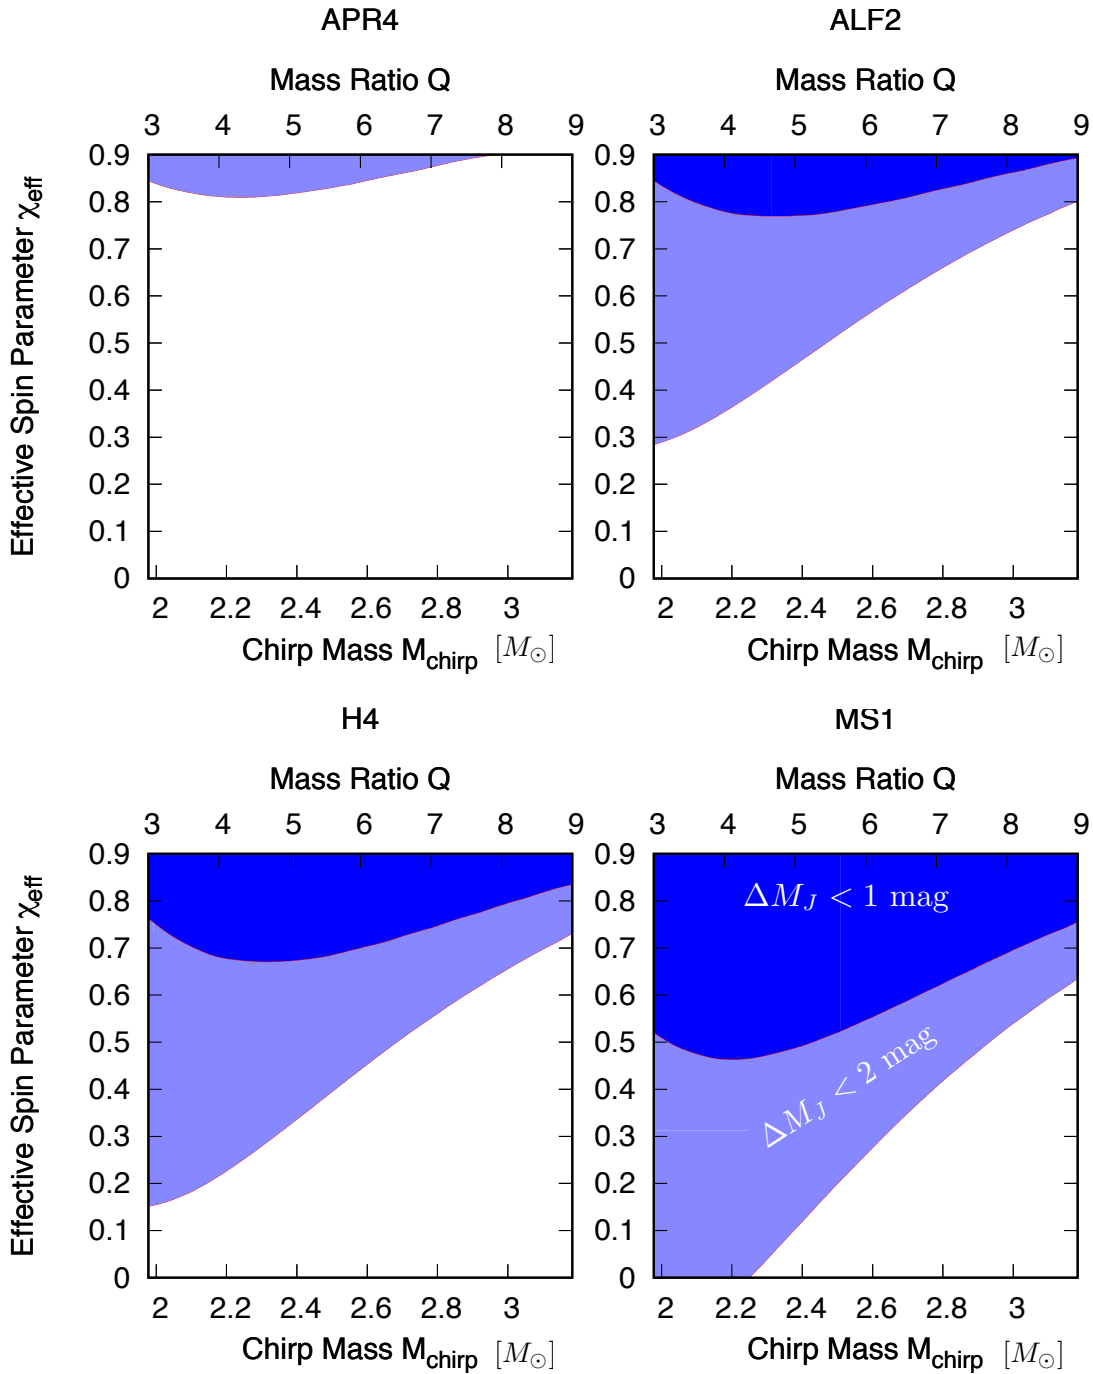 APR4
Mass Ratio Q
3 4 5 6 7 8 9
0.9
0.8
0.7
0.6
0.5
0.4
0.3
0.2
0.1
0
Effective Spin Parameter χeff
2 2.2 2.4 2.6 2.8 3
Chirp Mass Mchirp [M⊙]
ALF2
Mass Ratio Q
3 4 5 6 7 8 9
0.9
0.8
0.7
0.6
0.5
0.4
0.3
0.2
0.1
0
2 2.2 2.4 2.6 2.8 3
Chirp Mass Mchirp [M⊙]
H4
Mass Ratio Q
3 4 5 6 7 8 9
0.9
0.8
0.7
0.6
0.5
0.4
0.3
0.2
0.1
0
Effective Spin Parameter χeff
2 2.2 2.4 2.6 2.8 3
Chirp Mass Mchirp [M⊙]
MS1
Mass Ratio Q
3 4 5 6 7 8 9
0.9
0.8
0.7
0.6
0.5
0.4
0.3
0.2
0.1
0
ΔMJ < 1 mag
ΔMJ < 2 mag
2 2.2 2.4 2.6 2.8 3
Chirp Mass Mchirp [M⊙]